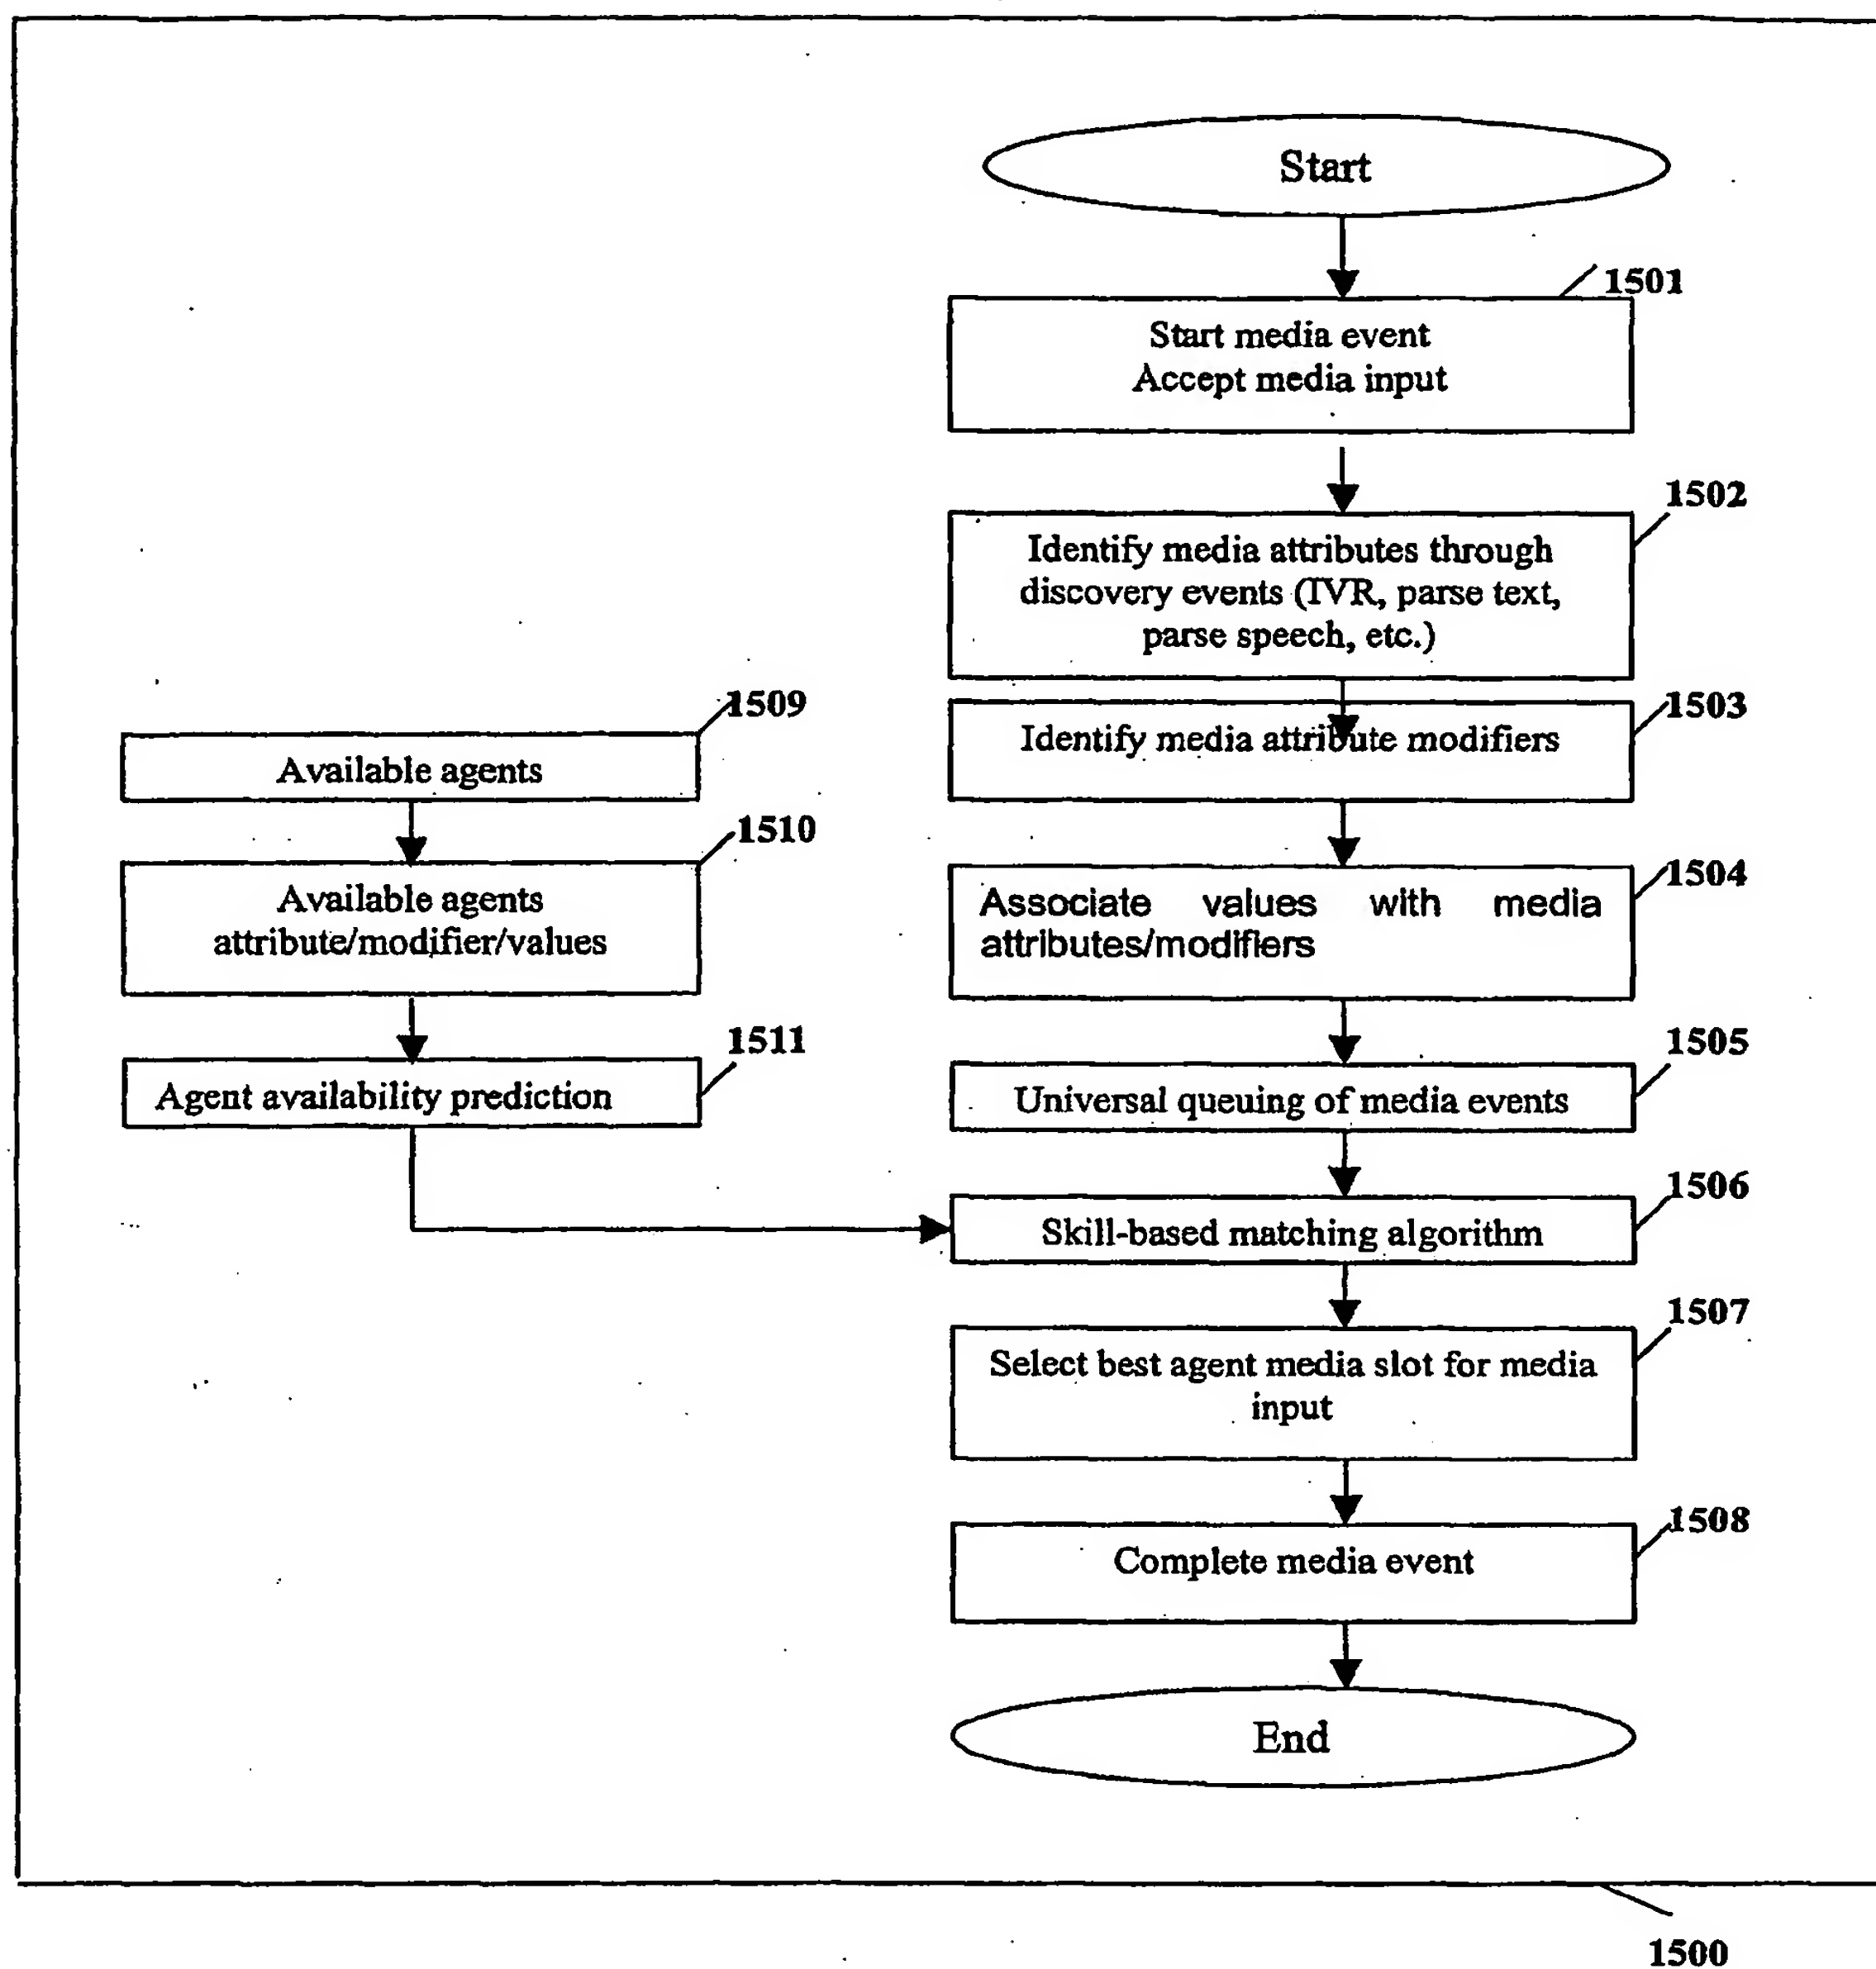 Start
1501
Start media event
Accept media input
1502
Identify media attributes through
discovery events (IVR, parse text,
parse speech, etc.)
1503
Identify media attribute modifiers
1504
Associate values with media
attributes/modifiers
1505
Universal queuing of media events
1506
Skill-based matching algorithm
1507
Select best agent media slot for media
input
1508
Complete media event
End
1509
Available agents
1510
Available agents
attribute/modifier/values
1511
Agent availability prediction
1500